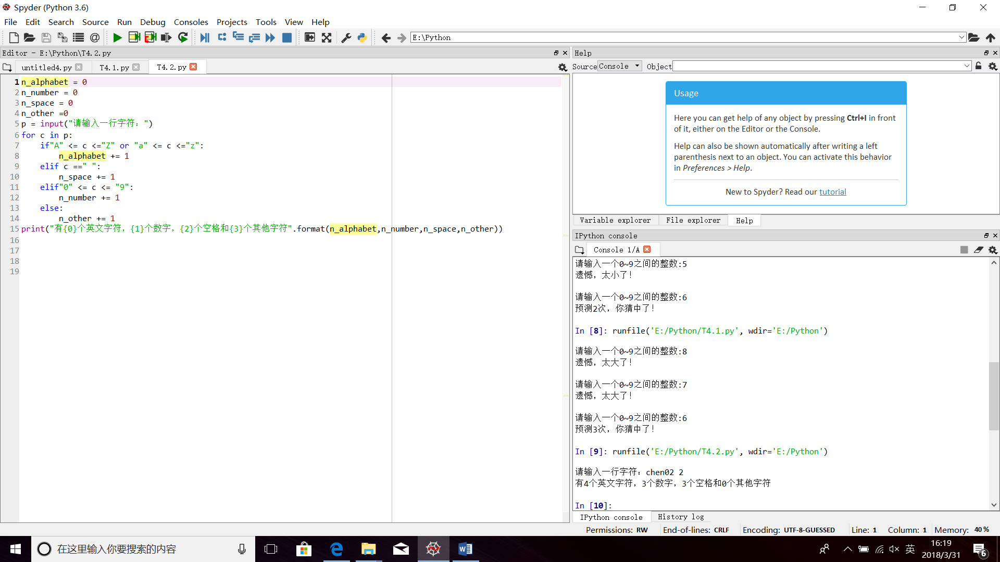 Spyder (Python 3.6)
File Edit Search Source Run Debug Consoles Projects Tools View Help
E:\Python
Editor - E:\Python\T4.2.py
untitled4.py T4.1.py T4.2.py
1 n_alphabet = 0
2 n_number = 0
3 n_space = 0
4 n_other =0
5 p = input("请输入一行字符: ")
6 for c in p:
7     if"A" <= c <="Z" or "a" <= c <="z":
8         n_alphabet += 1
9     elif c ==" ":
10         n_space += 1
11     elif"0" <= c <= "9":
12         n_number += 1
13     else:
14         n_other += 1
15 print("有{0}个英文字符，{1}个数字，{2}个空格和{3}个其他字符".format(n_alphabet,n_number,n_space,n_other))
16
17
18
19
Help
Source Console Object
Usage
Here you can get help of any object by pressing Ctrl+I in front
of it, either on the Editor or the Console.
Help can also be shown automatically after writing a left
parenthesis next to an object. You can activate this behavior
in Preferences > Help.
New to Spyder? Read our tutorial
Variable explorer File explorer Help
IPython console
Console 1/A
请输入一个0~9之间的整数:5
遗憾，太小了!
请输入一个0~9之间的整数:6
预测2次，你猜中了!
In [8]: runfile('E:/Python/T4.1.py', wdir='E:/Python')
请输入一个0~9之间的整数:8
遗憾，太大了!
请输入一个0~9之间的整数:7
遗憾，太大了!
请输入一个0~9之间的整数:6
预测3次，你猜中了!
In [9]: runfile('E:/Python/T4.2.py', wdir='E:/Python')
请输入一行字符: chen02 2
有4个英文字符，3个数字，3个空格和0个其他字符
In [10]:
IPython console History log
Permissions: RW End-of-lines: CRLF Encoding: UTF-8-GUESSED Line: 1 Column: 1 Memory: 40 %
在这里输入你要搜索的内容
英
16:19
2018/3/31
6